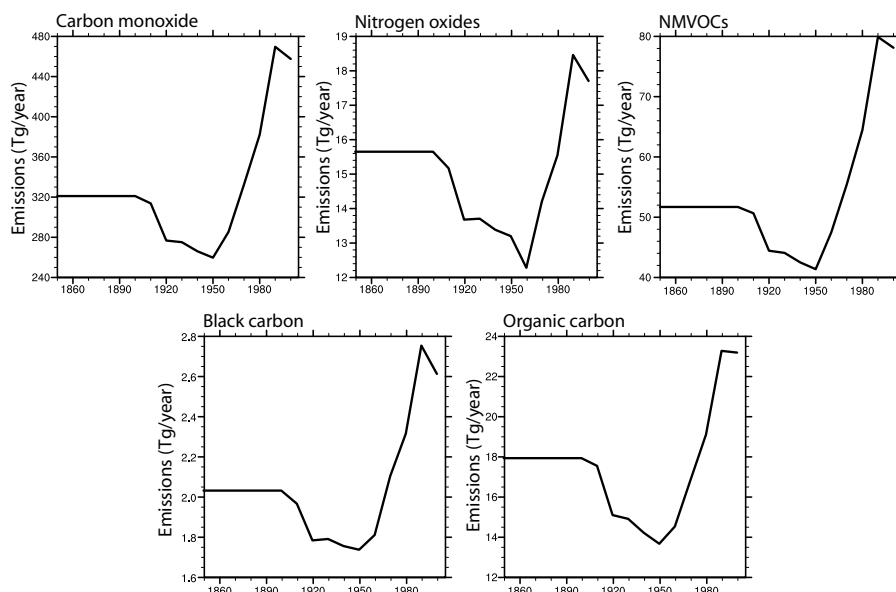 Carbon monoxide
Emissions (Tg/year)
480
440
400
360
320
280
240
1860 1890 1920 1950 1980
Nitrogen oxides
Emissions (Tg/year)
19
18
17
16
15
14
13
12
1860 1890 1920 1950 1980
NMVOCs
Emissions (Tg/year)
80
70
60
50
40
1860 1890 1920 1950 1980
Black carbon
Emissions (Tg/year)
2.8
2.6
2.4
2.2
2.0
1.8
1.6
1860 1890 1920 1950 1980
Organic carbon
Emissions (Tg/year)
24
22
20
18
16
14
12
1860 1890 1920 1950 1980